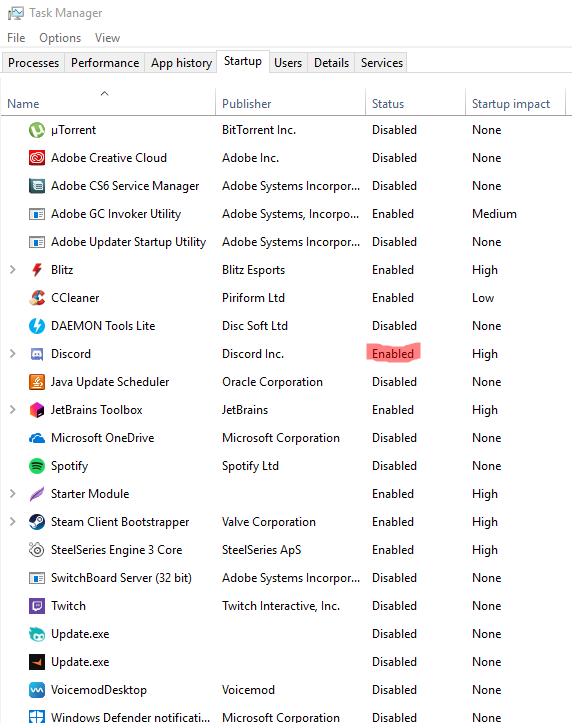 Task Manager
File Options View
Processes Performance App history Startup Users Details Services
Name Publisher Status Startup impact
µTorrent BitTorrent Inc. Disabled None
Adobe Creative Cloud Adobe Inc. Disabled None
Adobe CS6 Service Manager Adobe Systems Incorpor... Disabled None
Adobe GC Invoker Utility Adobe Systems, Incorpo... Enabled Medium
Adobe Updater Startup Utility Adobe Systems Incorpor... Disabled None
Blitz Blitz Esports Enabled High
CCleaner Piriform Ltd Enabled Low
DAEMON Tools Lite Disc Soft Ltd Disabled None
Discord Discord Inc. Enabled High
Java Update Scheduler Oracle Corporation Disabled None
JetBrains Toolbox JetBrains Enabled High
Microsoft OneDrive Microsoft Corporation Disabled None
Spotify Spotify Ltd Disabled None
Starter Module Enabled High
Steam Client Bootstrapper Valve Corporation Enabled High
SteelSeries Engine 3 Core SteelSeries ApS Enabled High
SwitchBoard Server (32 bit) Adobe Systems Incorpor... Disabled None
Twitch Twitch Interactive, Inc. Disabled None
Update.exe Disabled None
Update.exe Disabled None
VoicemodDesktop Voicemod Disabled None
Windows Defender notificati... Microsoft Corporation Disabled None